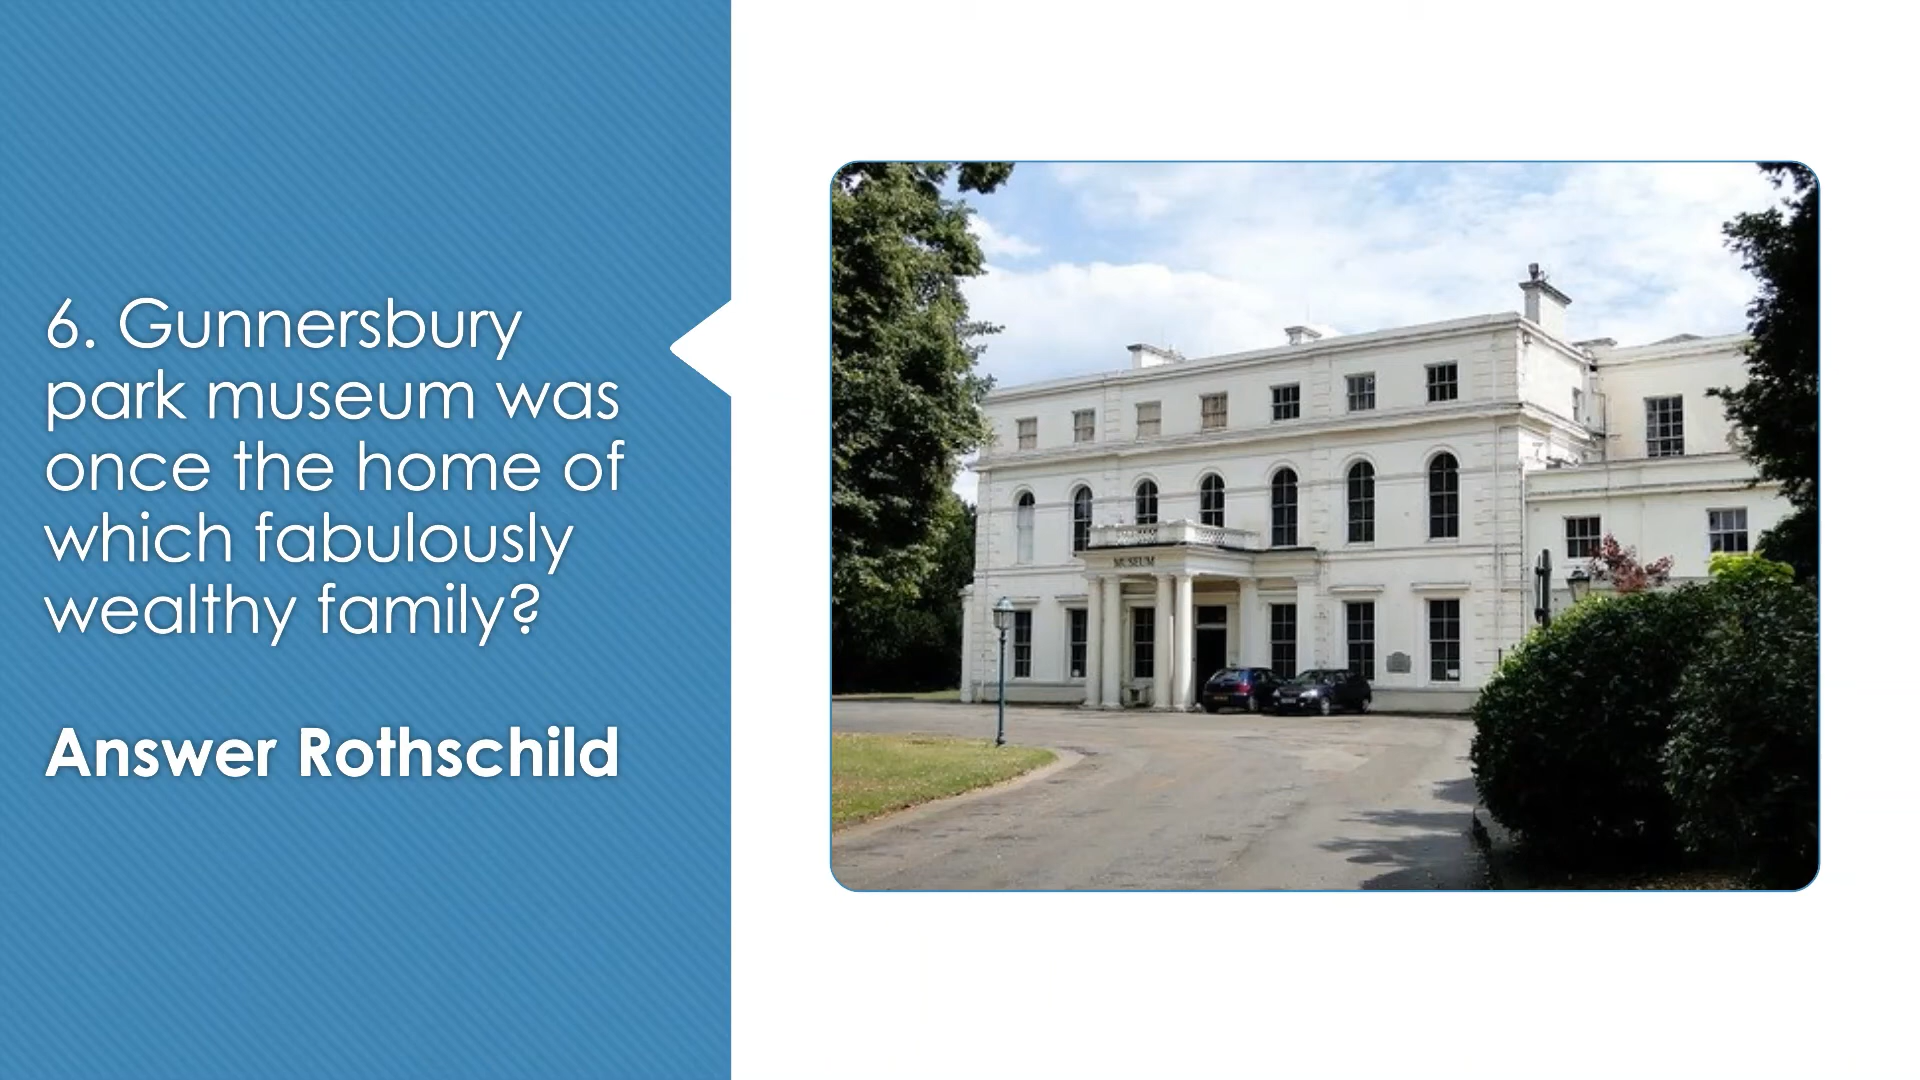 6. Gunnersbury
park museum was
once the home of
which fabulously
wealthy family?
Answer Rothschild
MUSEUM